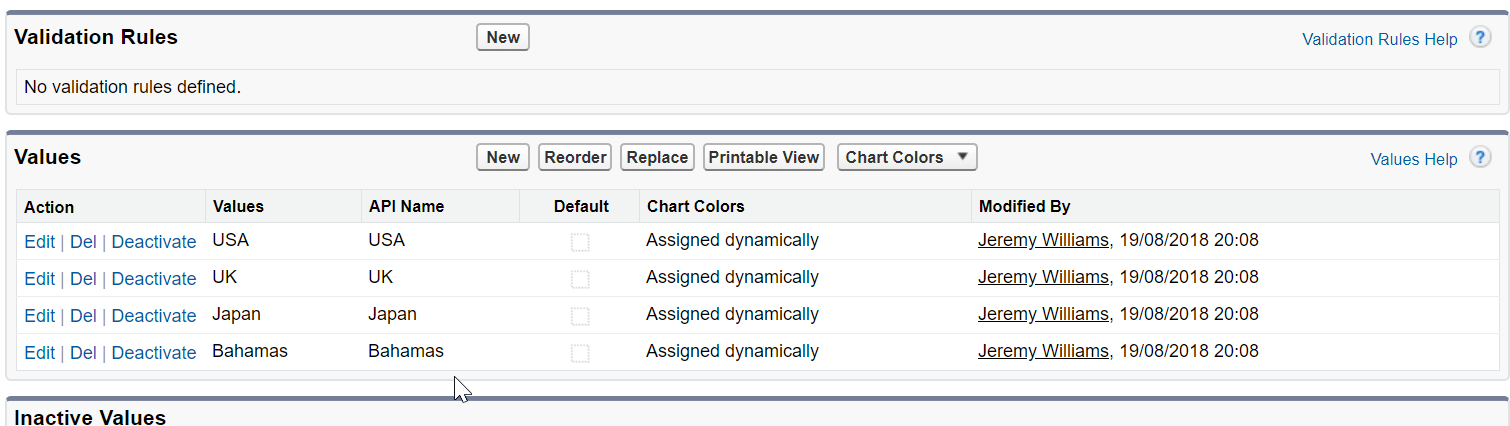 Validation Rules New Validation Rules Help ?
No validation rules defined.
Values New Reorder Replace Printable View Chart Colors Values Help ?
Action Values API Name Default Chart Colors Modified By
Edit | Del | Deactivate USA USA Assigned dynamically Jeremy Williams, 19/08/2018 20:08
Edit | Del | Deactivate UK UK Assigned dynamically Jeremy Williams, 19/08/2018 20:08
Edit | Del | Deactivate Japan Japan Assigned dynamically Jeremy Williams, 19/08/2018 20:08
Edit | Del | Deactivate Bahamas Bahamas Assigned dynamically Jeremy Williams, 19/08/2018 20:08
Inactive Values